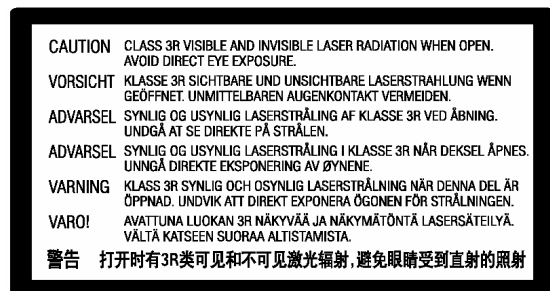 CAUTION CLASS 3R VISIBLE AND INVISIBLE LASER RADIATION WHEN OPEN.
AVOID DIRECT EYE EXPOSURE.
VORSICHT KLASSE 3R SICHTBARE UND UNSICHTBARE LASERSTRAHLUNG WENN
GEÖFFNET. UNMITTELBAREN AUGENKONTAKT VERMEIDEN.
ADVARSEL SYNLIG OG USYNLIG LASERSTRÅLING AF KLASSE 3R VED ÅBNING.
UNDGÅ AT SE DIREKTE PÅ STRÅLEN.
ADVARSEL SYNLIG OG USYNLIG LASERSTRÅLING I KLASSE 3R NÅR DEKSEL ÅPNES.
UNNGÅ DIREKTE EKSPONERING AV ØYNENE.
VARNING KLASS 3R SYNLIG OCH OSYNLIG LASERSTRÅLNING NÄR DENNA DEL ÄR
ÖPPNAD. UNDVIK ATT DIREKT EXPONERA ÖGONEN FÖR STRÅLNINGEN.
VARO! AVATTUNA LUOKAN 3R NÄKYVÄÄ JA NÄKYMÄTÖNTÄ LASERSÄTEILYÄ.
VÄLTÄ KATSEEN SUORAA ALTISTAMISTA.
警告 打开时有3R类可见和不可见激光辐射,避免眼睛受到直射的照射